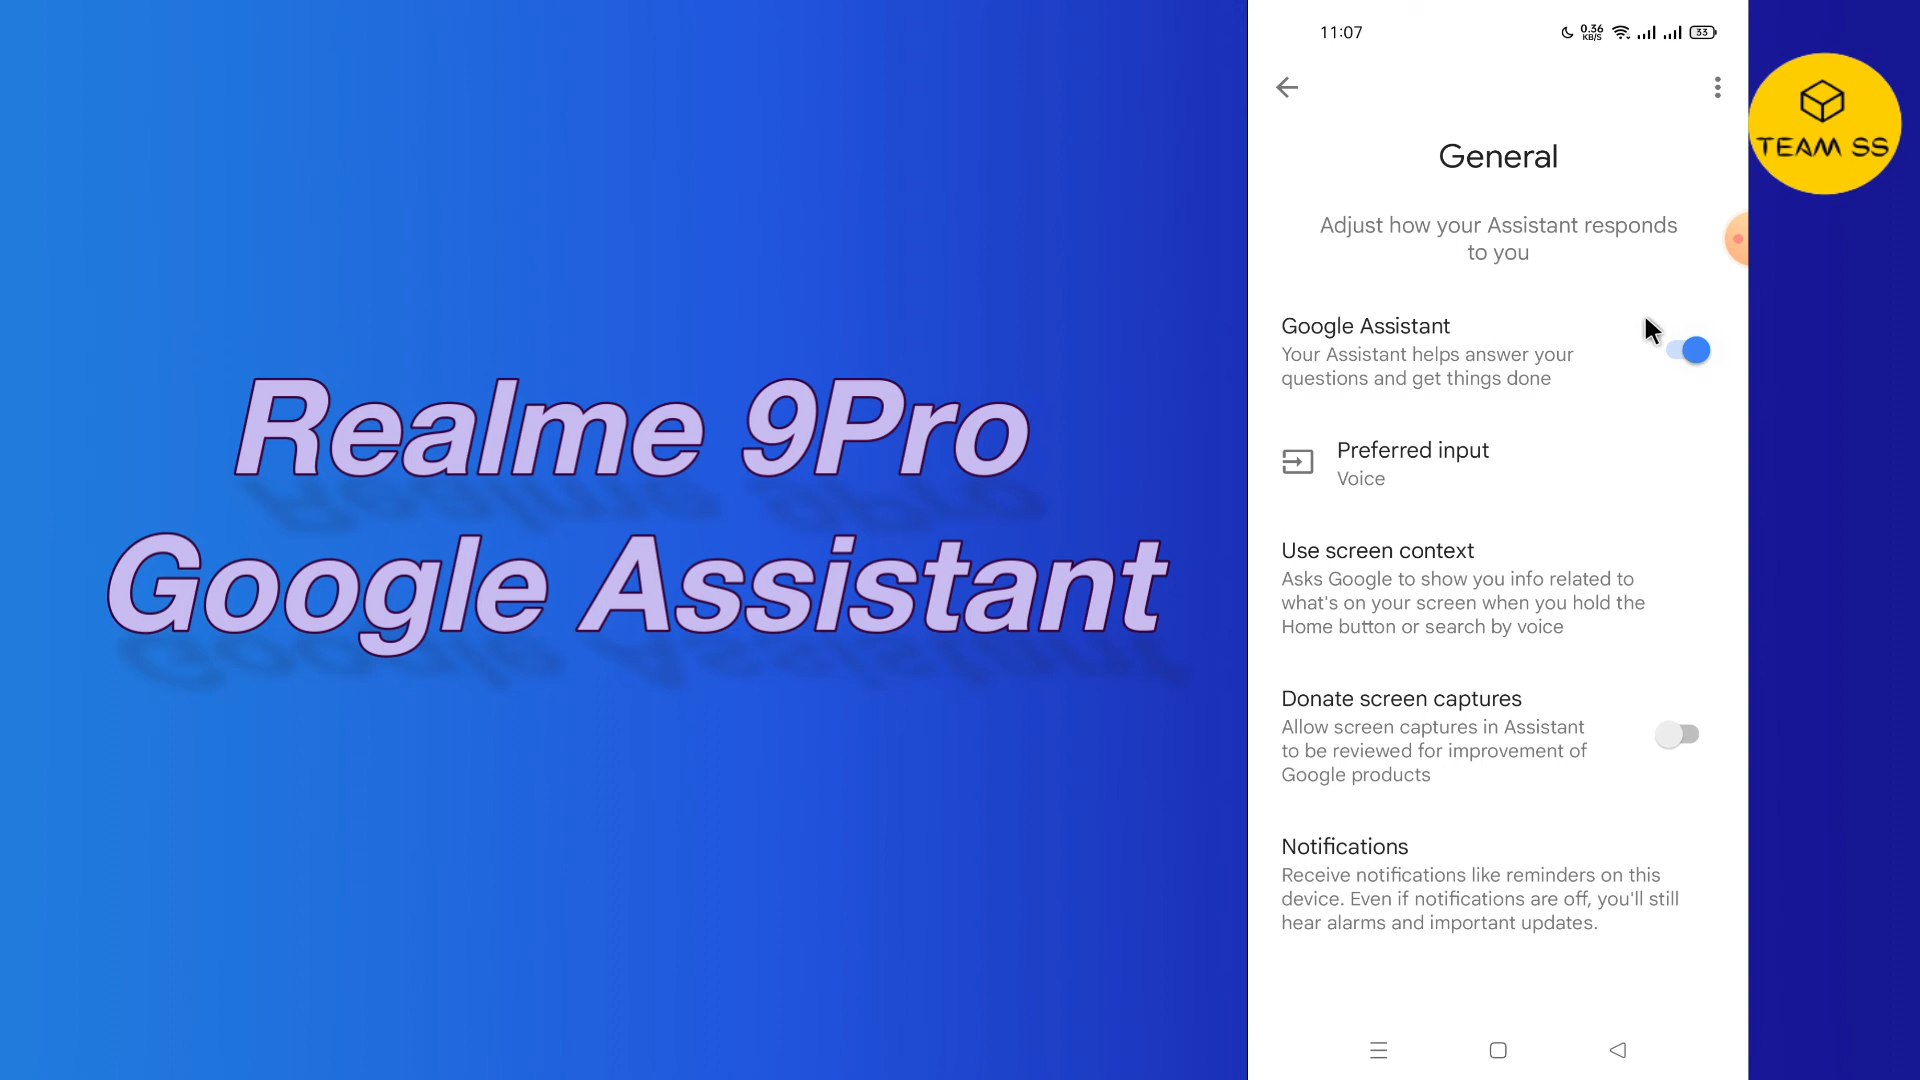 Realme 9Pro
Google Assistant
11:07
0.36
KB/S
33
TEAM SS
General
Adjust how your Assistant responds
to you
Google Assistant
Your Assistant helps answer your
questions and get things done
Preferred input
Voice
Use screen context
Asks Google to show you info related to
what's on your screen when you hold the
Home button or search by voice
Donate screen captures
Allow screen captures in Assistant
to be reviewed for improvement of
Google products
Notifications
Receive notifications like reminders on this
device. Even if notifications are off, you'll still
hear alarms and important updates.